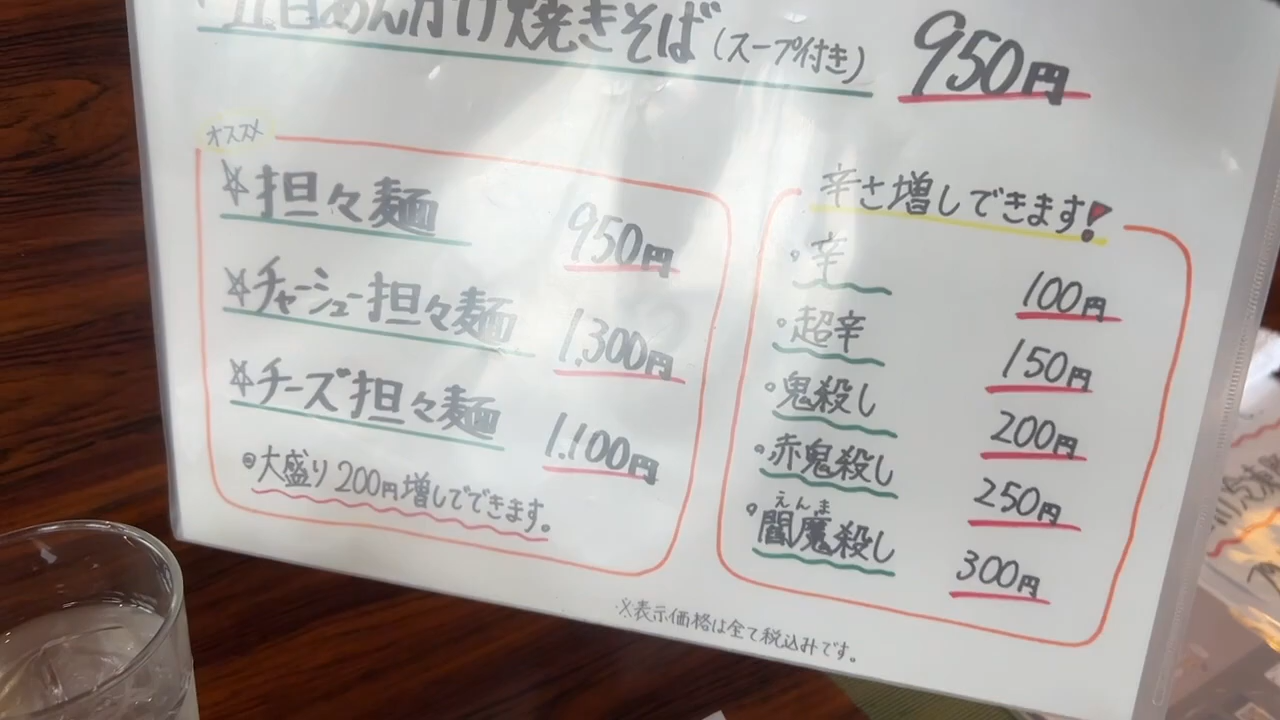 五目あんかけ焼きそば(スープ付き) 950円
オススメ
☆担々麺 950円
☆チャーシュー担々麺 1,300円
☆チーズ担々麺 1,100円
◎大盛り200円増しでできます。
辛さ増しできます!
・辛 100円
・超辛 150円
・鬼殺し 200円
・赤鬼殺し 250円
えんま
・閻魔殺し 300円
※表示価格は全て税込みです。